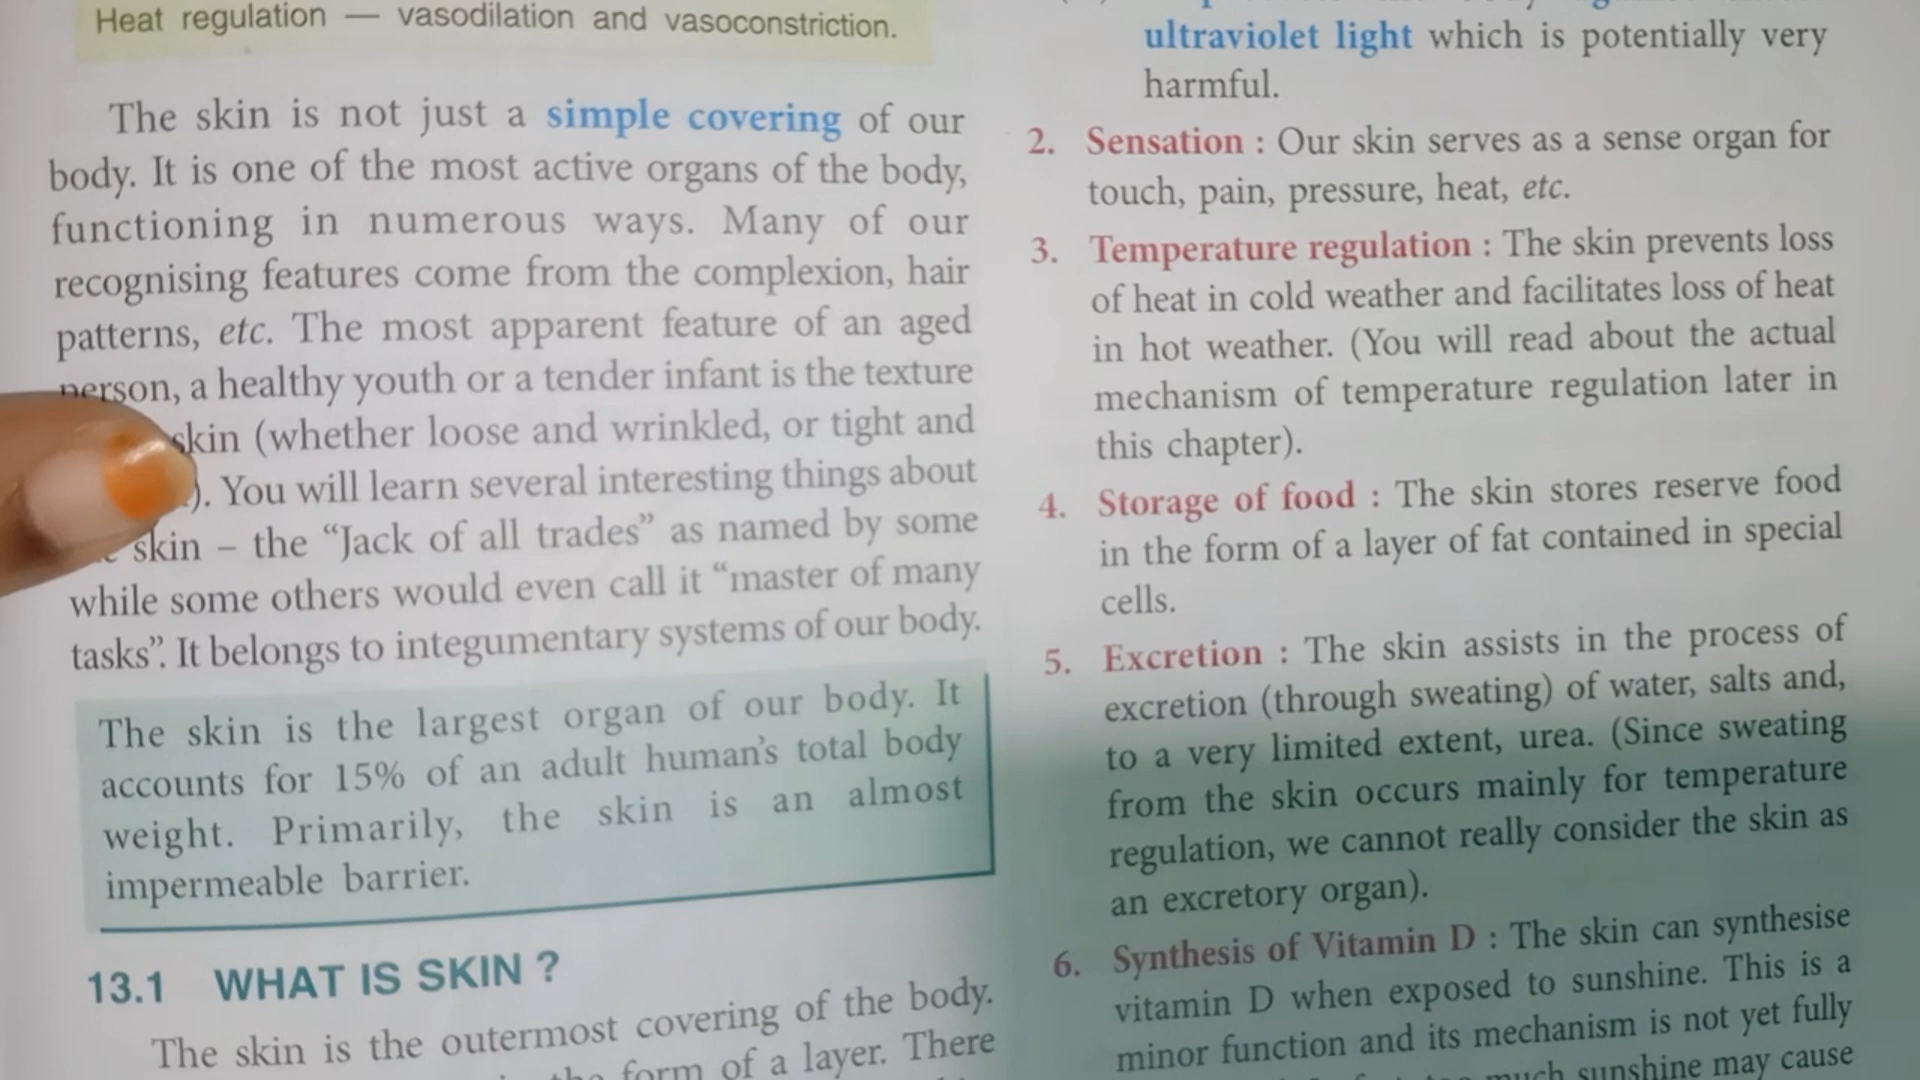 Heat regulation — vasodilation and vasoconstriction.
The skin is not just a simple covering of our
body. It is one of the most active organs of the body,
functioning in numerous ways. Many of our
recognising features come from the complexion, hair
patterns, etc. The most apparent feature of an aged
person, a healthy youth or a tender infant is the texture
skin (whether loose and wrinkled, or tight and
). You will learn several interesting things about
skin – the “Jack of all trades” as named by some
while some others would even call it “master of many
tasks”. It belongs to integumentary systems of our body.
The skin is the largest organ of our body. It
accounts for 15% of an adult human's total body
weight. Primarily, the skin is an almost
impermeable barrier.
13.1 WHAT IS SKIN ?
The skin is the outermost covering of the body.
form of a layer. There
ultraviolet light which is potentially very
harmful.
2. Sensation : Our skin serves as a sense organ for
touch, pain, pressure, heat, etc.
3. Temperature regulation : The skin prevents loss
of heat in cold weather and facilitates loss of heat
in hot weather. (You will read about the actual
mechanism of temperature regulation later in
this chapter).
4. Storage of food : The skin stores reserve food
in the form of a layer of fat contained in special
cells.
5. Excretion : The skin assists in the process of
excretion (through sweating) of water, salts and,
to a very limited extent, urea. (Since sweating
from the skin occurs mainly for temperature
regulation, we cannot really consider the skin as
an excretory organ).
6. Synthesis of Vitamin D : The skin can synthesise
vitamin D when exposed to sunshine. This is a
minor function and its mechanism is not yet fully
much sunshine may cause